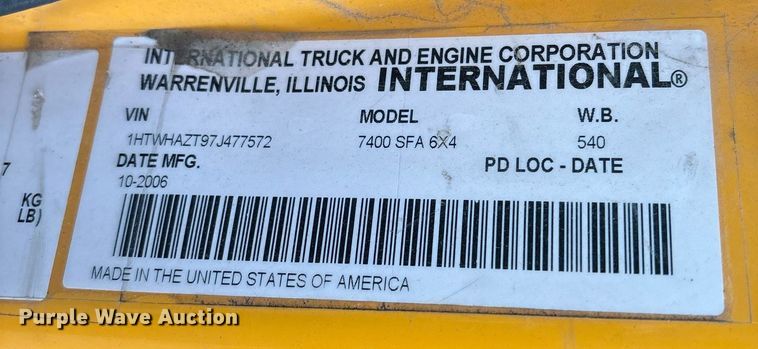 INTERNATIONAL TRUCK AND ENGINE CORPORATION
WARRENVILLE, ILLINOIS INTERNATIONAL®
VIN MODEL W.B.
1HTWHAZT97J477572 7400 SFA 6X4 540
DATE MFG. PD LOC - DATE
10-2006
MADE IN THE UNITED STATES OF AMERICA
7
KG
LB)
Purple Wave Auction